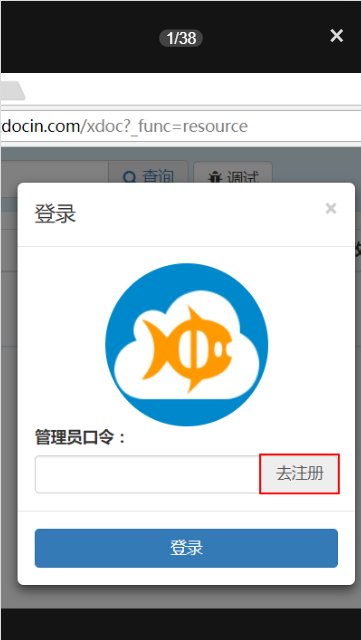 1/38
×
docin.com/xdoc?_func=resource
查询
调试
登录
×
管理员口令：
去注册
登录